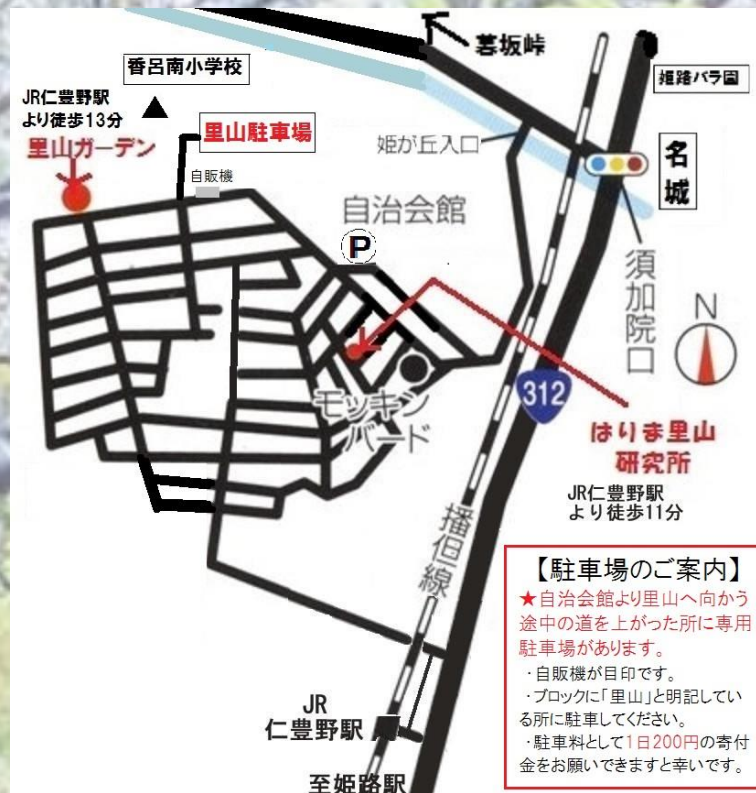 暮坂峠
香呂南小学校
姫路バラ園
JR仁豊野駅
より徒歩13分
里山ガーデン
里山駐車場
自販機
姫が丘入口
名城
自治会館
P
須加院口
N
312
モッキン
バード
はりま里山
研究所
JR仁豊野駅
より徒歩11分
播但線
JR
仁豊野駅
至姫路駅
【駐車場のご案内】
★自治会館より里山へ向かう
途中の道を上がった所に専用
駐車場があります。
・自販機が目印です。
・ブロックに「里山」と明記してい
る所に駐車してください。
・駐車料として1日200円の寄付
金をお願いできますと幸いです。